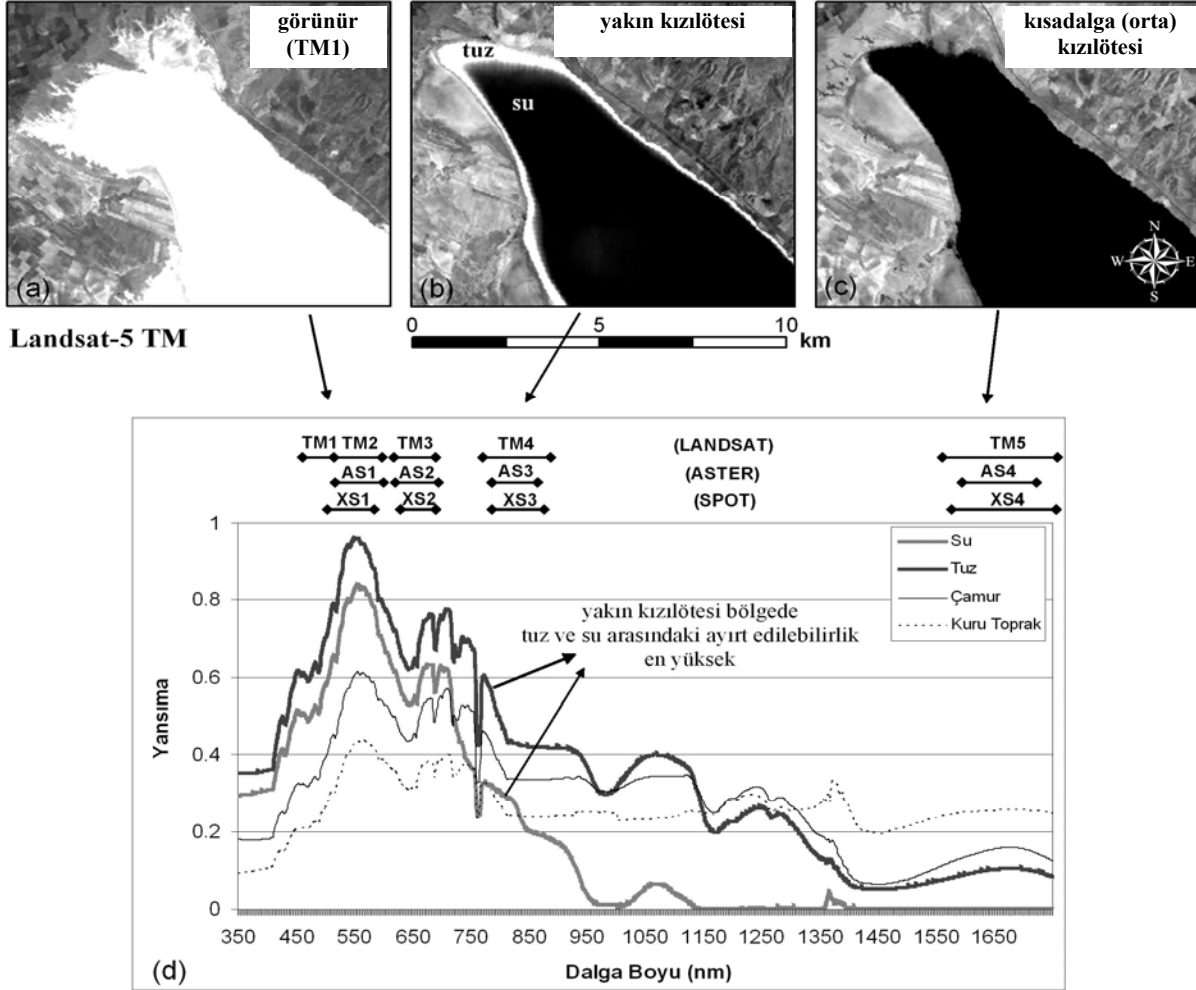 görünür
(TM1)
yakın kızılötesi
kısadalga (orta)
kızılötesi
tuz
su
(a)
(b)
(c)
N
W E
S
Landsat-5 TM
0 5 10
km
TM1 TM2 TM3 TM4 (LANDSAT) TM5
AS1 AS2 AS3 (ASTER) AS4
XS1 XS2 XS3 (SPOT) XS4
1
0.8
0.6
0.4
0.2
0
Yansıma
Su
Tuz
Çamur
Kuru Toprak
yakın kızılötesi bölgede
tuz ve su arasındaki ayırt edilebilirlik
en yüksek
350 450 550 650 750 850 950 1050 1150 1250 1350 1450 1550 1650
Dalga Boyu (nm)
(d)